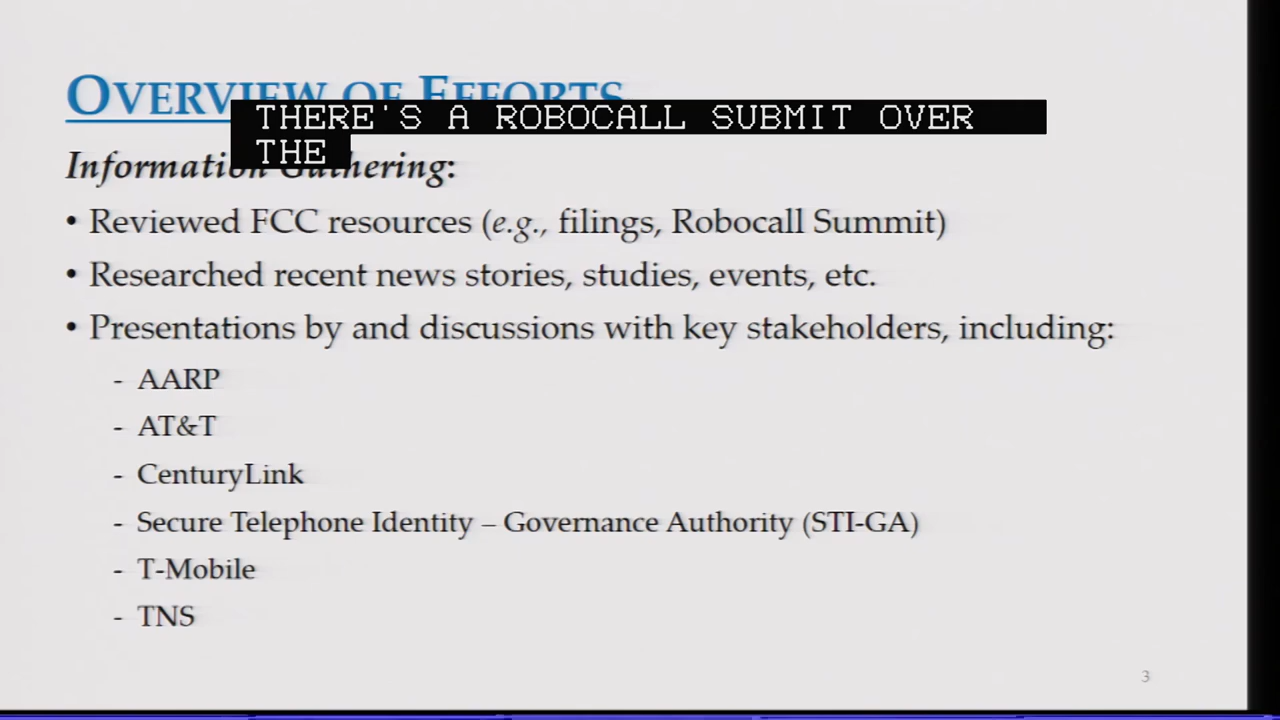 OVERVIEW OF EFFORTS
THERE'S A ROBOCALL SUBMIT OVER
THE
Information Gathering:
• Reviewed FCC resources (e.g., filings, Robocall Summit)
• Researched recent news stories, studies, events, etc.
• Presentations by and discussions with key stakeholders, including:
- AARP
- AT&T
- CenturyLink
- Secure Telephone Identity – Governance Authority (STI-GA)
- T-Mobile
- TNS
3